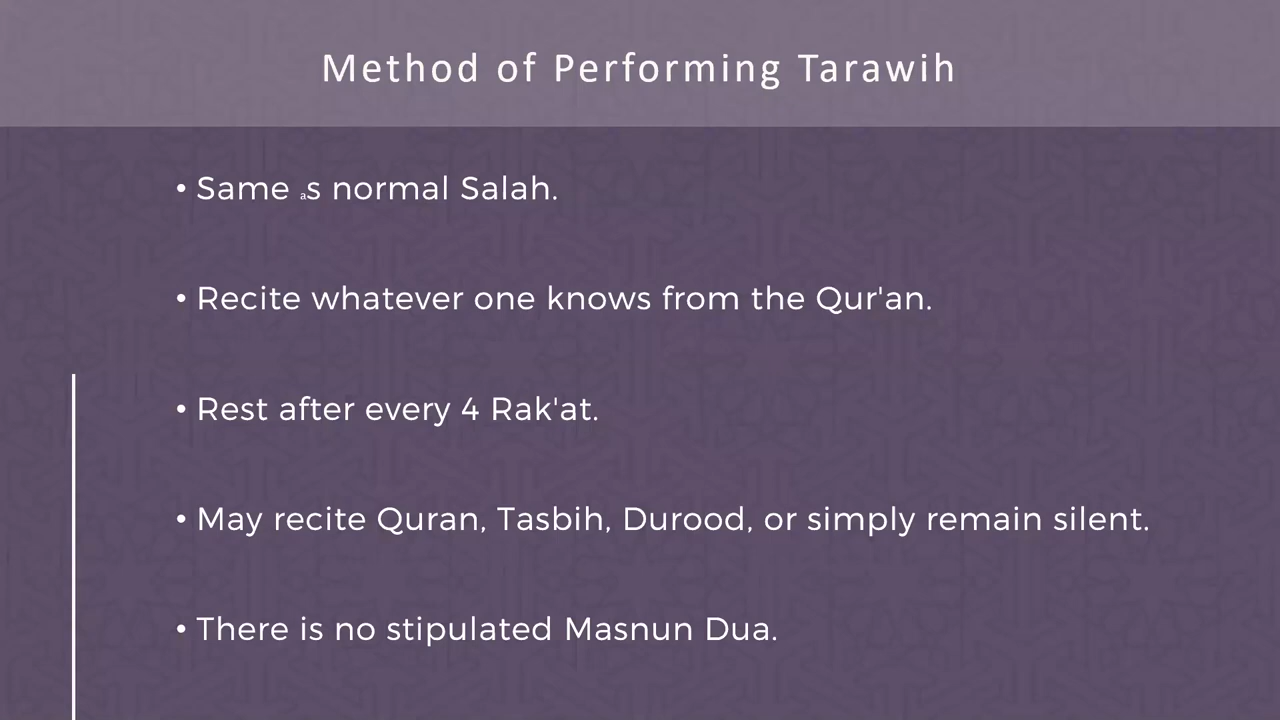 Method of Performing Tarawih
• Same as normal Salah.
• Recite whatever one knows from the Qur'an.
• Rest after every 4 Rak'at.
• May recite Quran, Tasbih, Durood, or simply remain silent.
• There is no stipulated Masnun Dua.